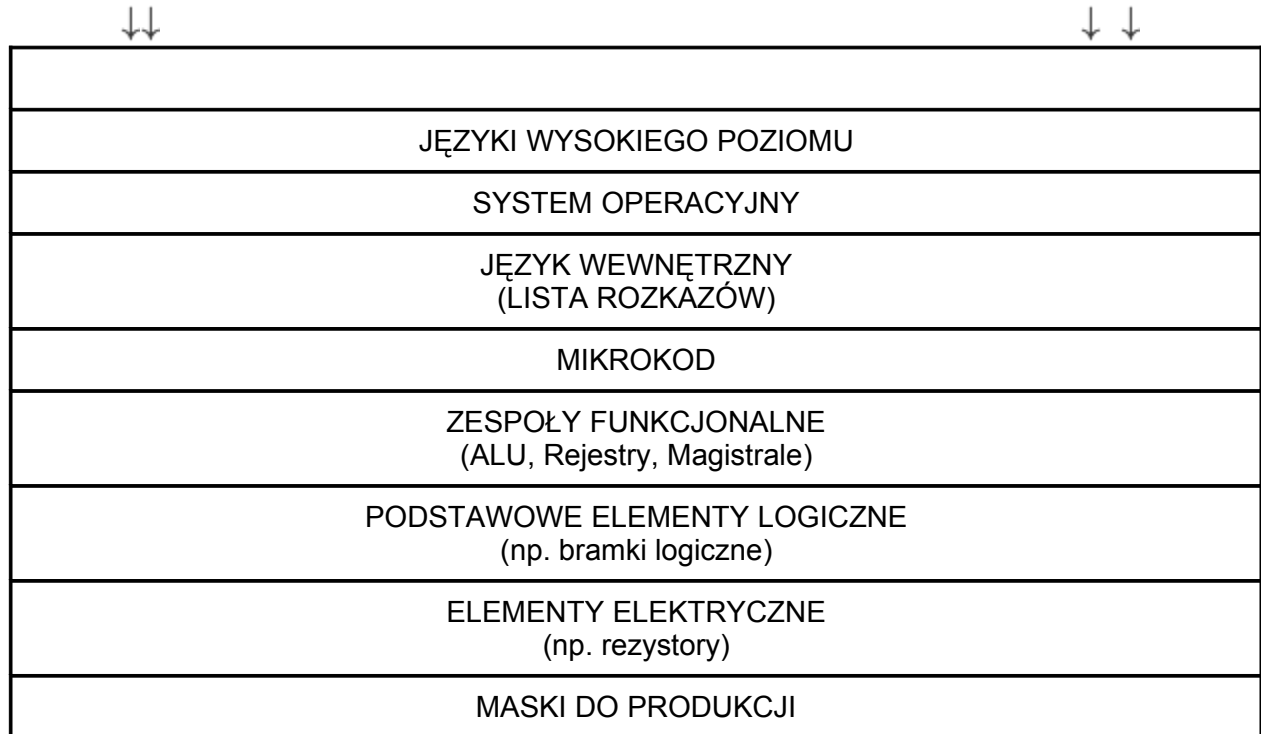 ↓↓ ↓ ↓
JĘZYKI WYSOKIEGO POZIOMU
SYSTEM OPERACYJNY
JĘZYK WEWNĘTRZNY
(LISTA ROZKAZÓW)
MIKROKOD
ZESPOŁY FUNKCJONALNE
(ALU, Rejestry, Magistrale)
PODSTAWOWE ELEMENTY LOGICZNE
(np. bramki logiczne)
ELEMENTY ELEKTRYCZNE
(np. rezystory)
MASKI DO PRODUKCJI